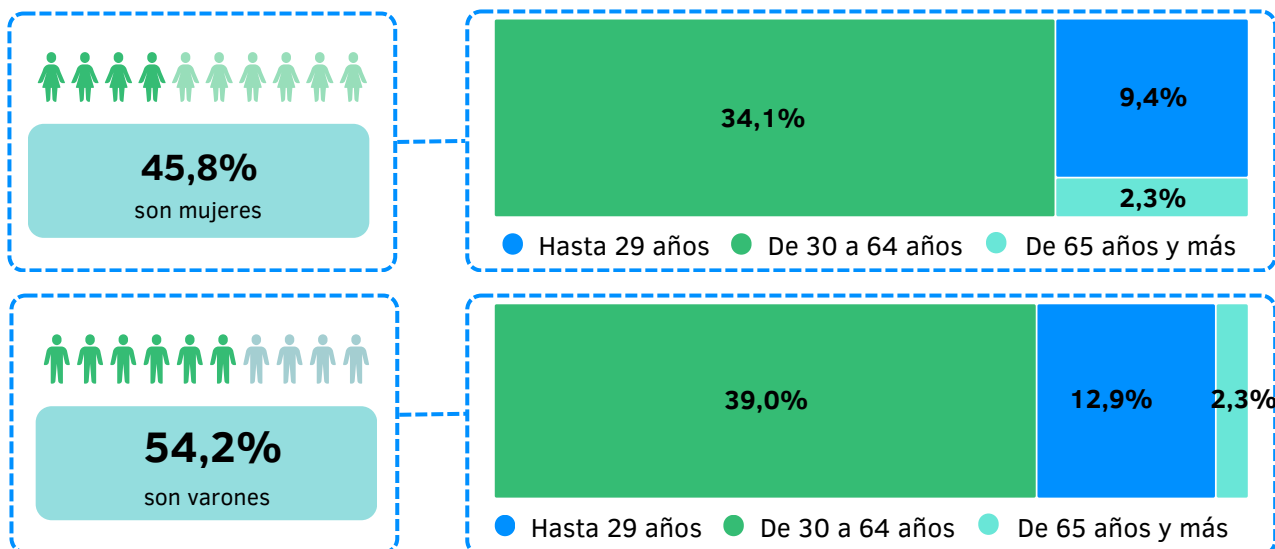 45,8%
son mujeres
34,1%
9,4%
2,3%
Hasta 29 años De 30 a 64 años De 65 años y más
54,2%
son varones
39,0%
12,9%
2,3%
Hasta 29 años De 30 a 64 años De 65 años y más